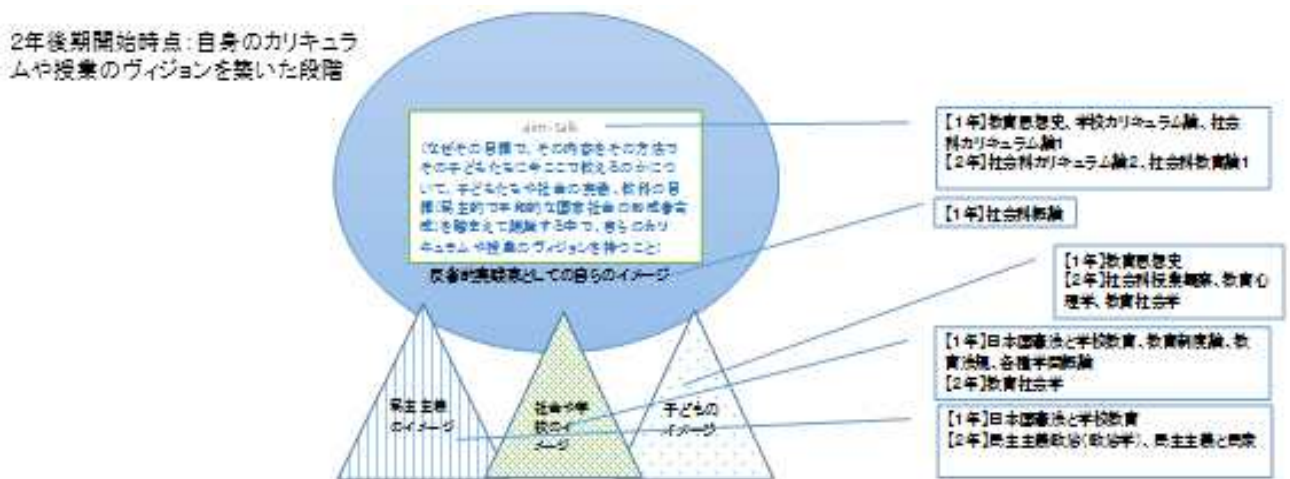 2年後期開始時点：自身のカリキュラ
ムや授業のヴィジョンを築いた段階
aim-talk
（なぜその目標で、その内容をその方法で
その子どもたちに今ここで教えるのかにつ
いて、子どもたちや社会の実態、教科の目
標（民主的で平和的な国家社会の形成者育
成）を踏まえて議論する中で、自らのカリ
キュラムや授業のヴィジョンを持つこと）
反省的実践家としての自らのイメージ
民主主義
のイメージ
社会や学
校のイ
メージ
子どもの
イメージ
【1年】教育思想史、学校カリキュラム論、社会
科カリキュラム論1
【2年】社会科カリキュラム論2、社会科教育論1
【1年】社会科概論
【1年】教育思想史
【2年】社会科授業観察、教育心
理学、教育社会学
【1年】日本国憲法と学校教育、教育制度論、教
育法規、各種学問概論
【2年】教育社会学
【1年】日本国憲法と学校教育
【2年】民主主義政治（政治学）、民主主義と民衆